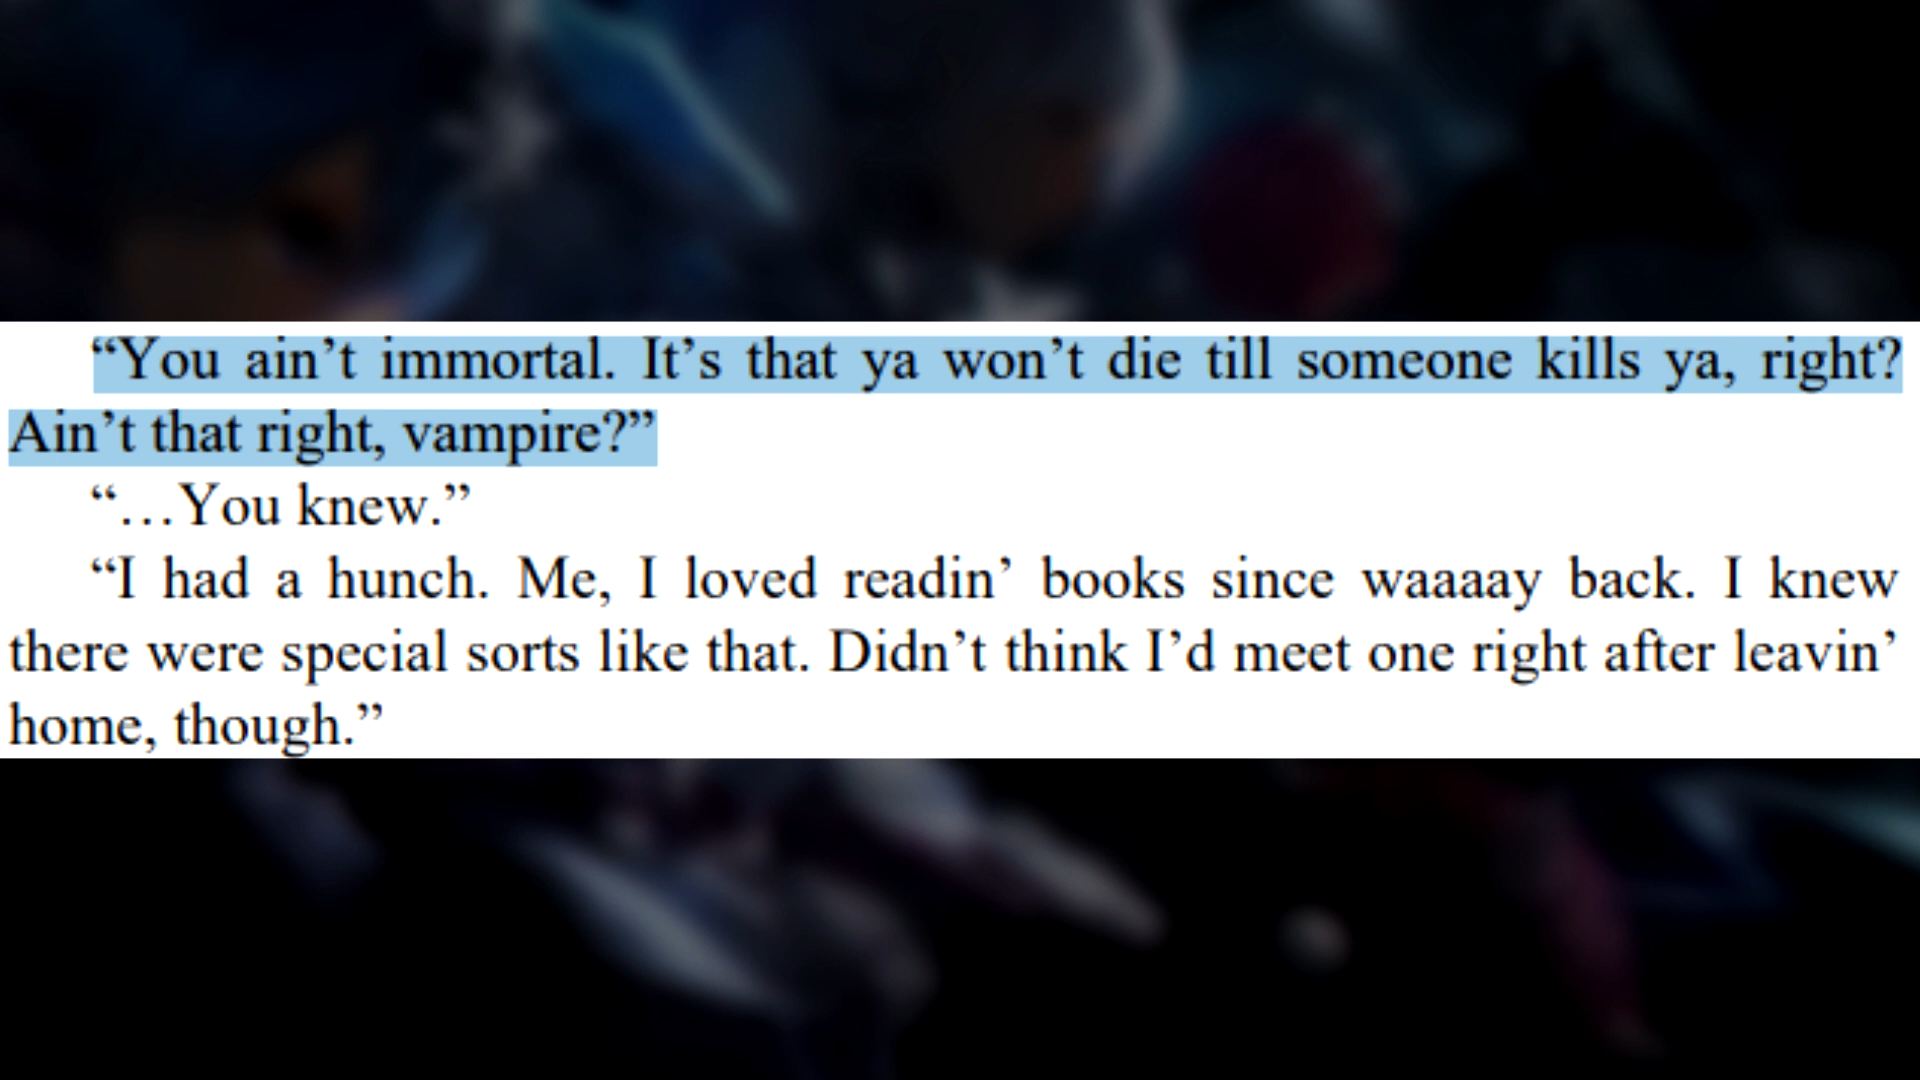 “You ain’t immortal. It’s that ya won’t die till someone kills ya, right?
Ain’t that right, vampire?”
“…You knew.”
“I had a hunch. Me, I loved readin’ books since waaaay back. I knew
there were special sorts like that. Didn’t think I’d meet one right after leavin’
home, though.”